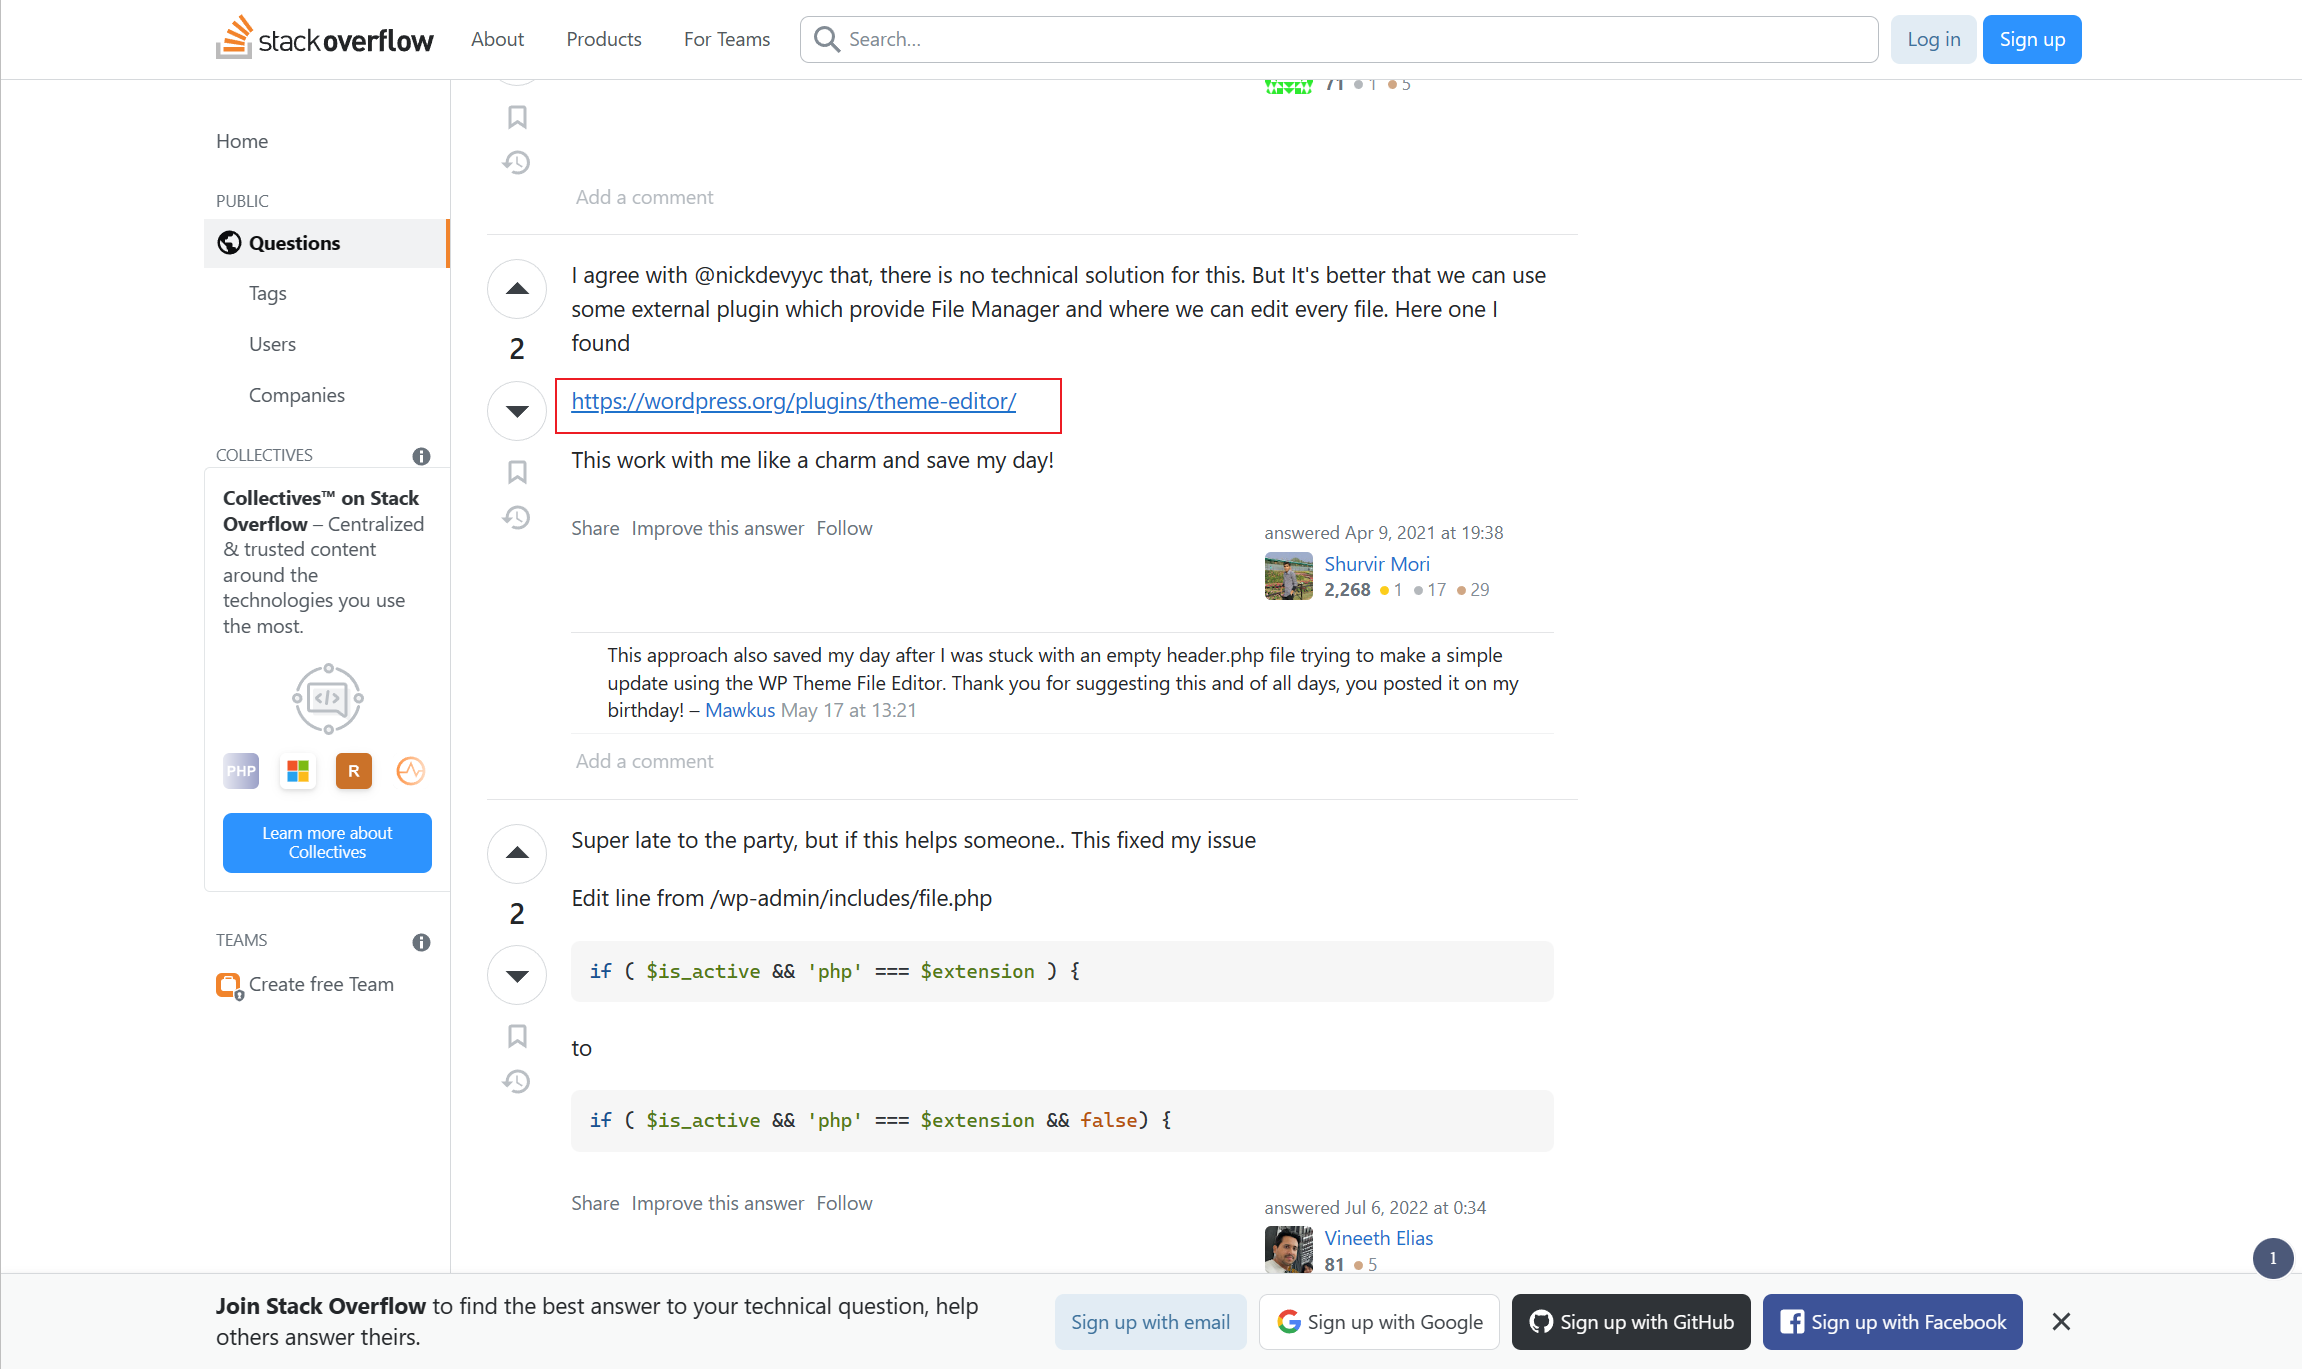 stackoverflow
About
Products
For Teams
Search...
Log in
Sign up
71 1 5
Home
PUBLIC
Questions
Tags
Users
Companies
COLLECTIVES
Collectives™ on Stack
Overflow – Centralized
& trusted content
around the
technologies you use
the most.
PHP
R
Learn more about
Collectives
TEAMS
Create free Team
Add a comment
I agree with @nickdevyyc that, there is no technical solution for this. But It's better that we can use
some external plugin which provide File Manager and where we can edit every file. Here one I
found
2
https://wordpress.org/plugins/theme-editor/
This work with me like a charm and save my day!
Share Improve this answer Follow
answered Apr 9, 2021 at 19:38
Shurvir Mori
2,268 1 17 29
This approach also saved my day after I was stuck with an empty header.php file trying to make a simple
update using the WP Theme File Editor. Thank you for suggesting this and of all days, you posted it on my
birthday! – Mawkus May 17 at 13:21
Add a comment
Super late to the party, but if this helps someone.. This fixed my issue
2
Edit line from /wp-admin/includes/file.php
if ( $is_active && 'php' === $extension ) {
to
if ( $is_active && 'php' === $extension && false) {
Share Improve this answer Follow
answered Jul 6, 2022 at 0:34
Vineeth Elias
81 5
1
Join Stack Overflow to find the best answer to your technical question, help
others answer theirs.
Sign up with email
Sign up with Google
Sign up with GitHub
Sign up with Facebook